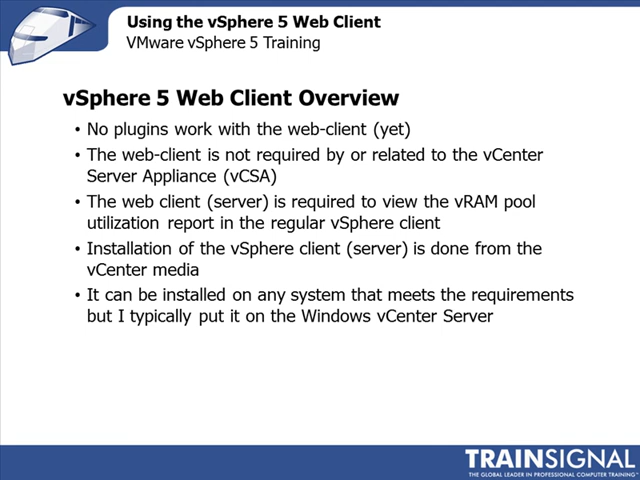 Using the vSphere 5 Web Client
VMware vSphere 5 Training
vSphere 5 Web Client Overview
• No plugins work with the web-client (yet)
• The web-client is not required by or related to the vCenter
Server Appliance (vCSA)
• The web client (server) is required to view the vRAM pool
utilization report in the regular vSphere client
• Installation of the vSphere client (server) is done from the
vCenter media
• It can be installed on any system that meets the requirements
but I typically put it on the Windows vCenter Server
TRAINSIGNAL
THE GLOBAL LEADER IN PROFESSIONAL COMPUTER TRAINING™